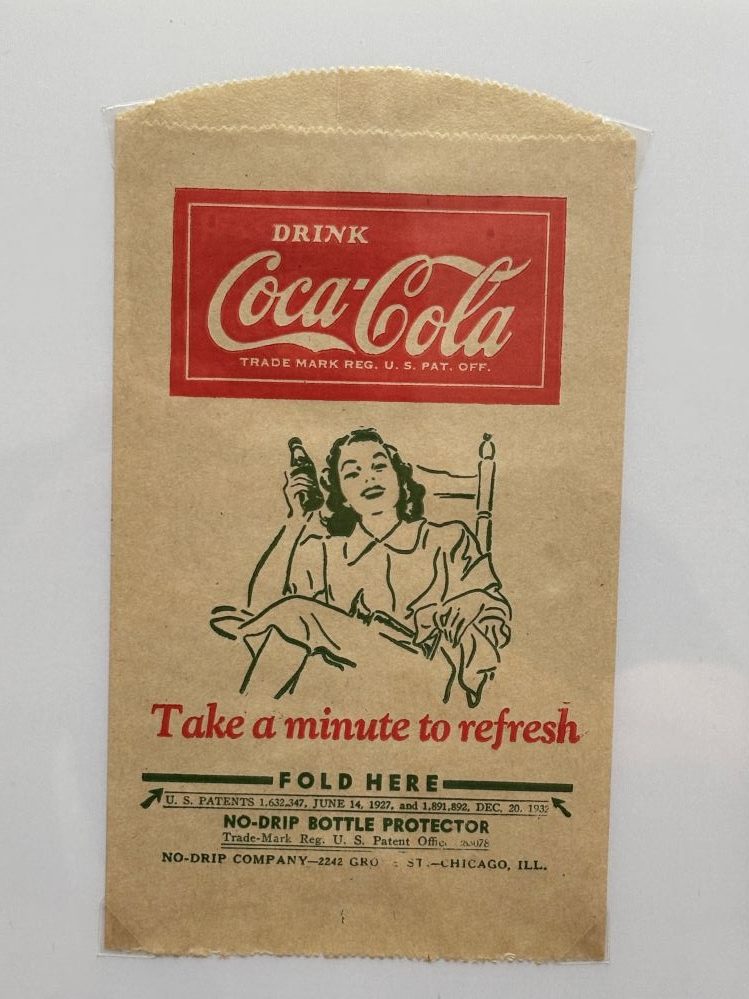 DRINK
Coca-Cola
TRADE MARK REG. U. S. PAT. OFF.
Take a minute to refresh
FOLD HERE
U. S. PATENTS 1,632,347, JUNE 14, 1927, and 1,891,892, DEC. 20, 1932
NO-DRIP BOTTLE PROTECTOR
Trade-Mark Reg. U. S. Patent
NO-DRIP COMPANY—2242 ST.—CHICAGO, ILL.